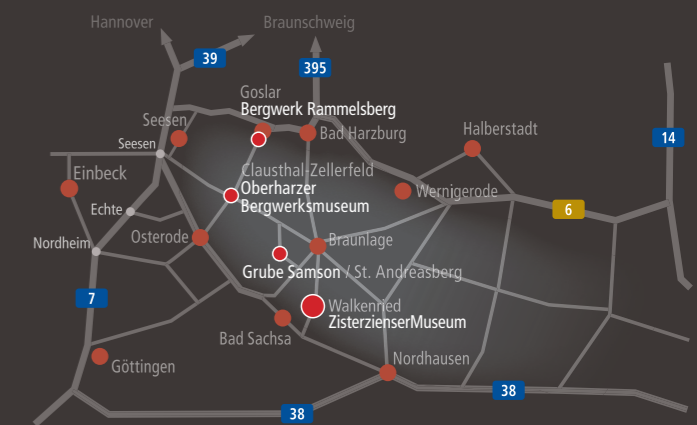 Hannover
Braunschweig
39
395
Goslar
Bergwerk Rammelsberg
Seesen
Bad Harzburg
Halberstadt
14
Seesen
Einbeck
Clausthal-Zellerfeld
Oberharzer
Bergwerksmuseum
Wernigerode
Echte
6
Nordheim
Osterode
Braunlage
Grube Samson / St. Andreasberg
7
Walkenried
ZisterzienserMuseum
Bad Sachsa
Göttingen
Nordhausen
38
38